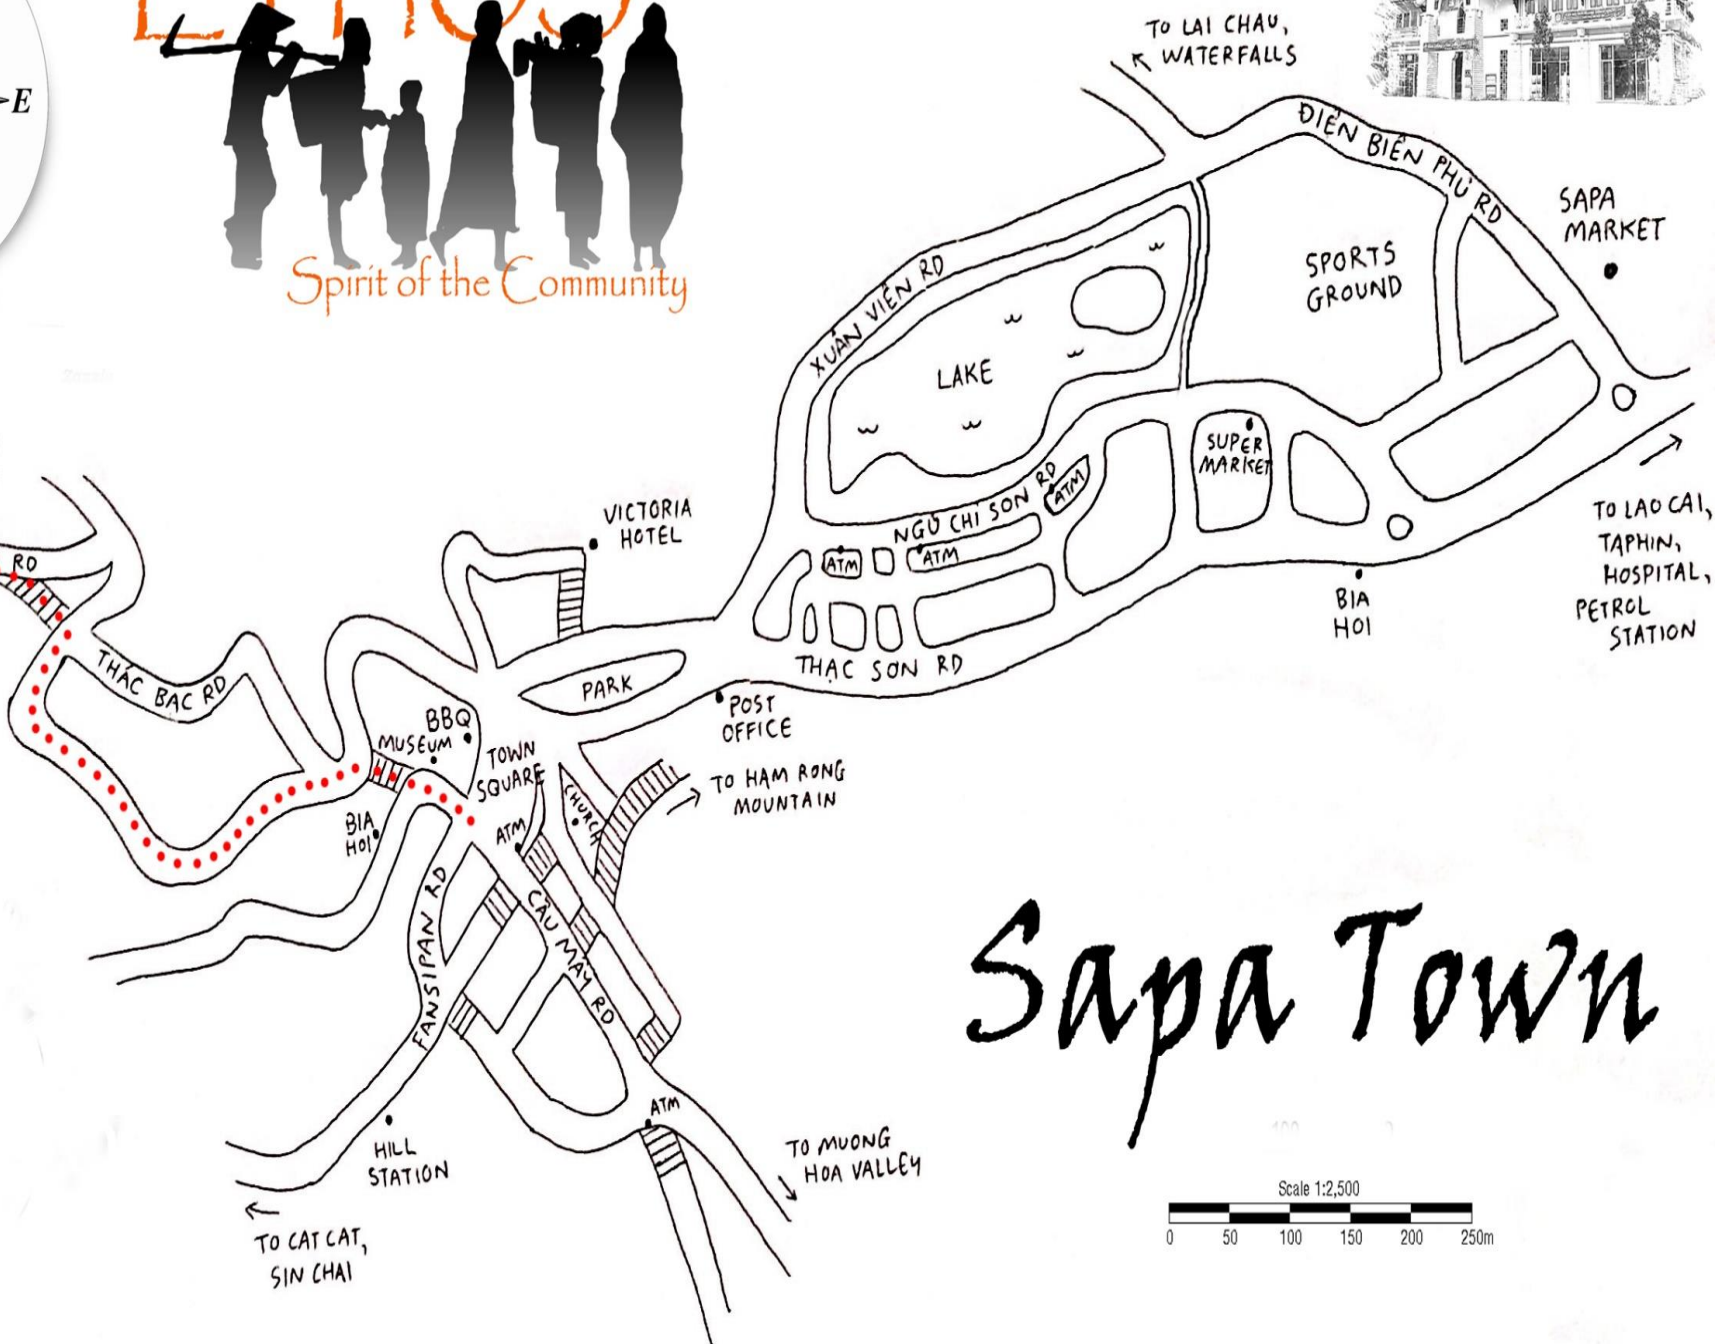 ETHOS
E
Spirit of the Community
TO LAI CHAU,
WATERFALLS
ĐIỆN BIÊN PHỦ RD
SAPA
MARKET
SPORTS
GROUND
XUÂN VIÊN RD
LAKE
SUPER
MARKET
NGŨ CHỈ SON RD
ATM
ATM
ATM
VICTORIA
HOTEL
TO LAO CAI,
TAPHIN,
HOSPITAL,
PETROL
STATION
BIA
HOI
RD
THÁC BẠC RD
PARK
THẠC SƠN RD
POST
OFFICE
BBQ
MUSEUM
TOWN
SQUARE
CHURCH
TO HAM RONG
MOUNTAIN
BIA
HOI
ATM
FANSIPAN RD
CẦU MÂY RD
Sapa Town
ATM
HILL
STATION
TO MUONG
HOA VALLEY
TO CAT CAT,
SIN CHAI
Scale 1:2,500
0 50 100 150 200 250m